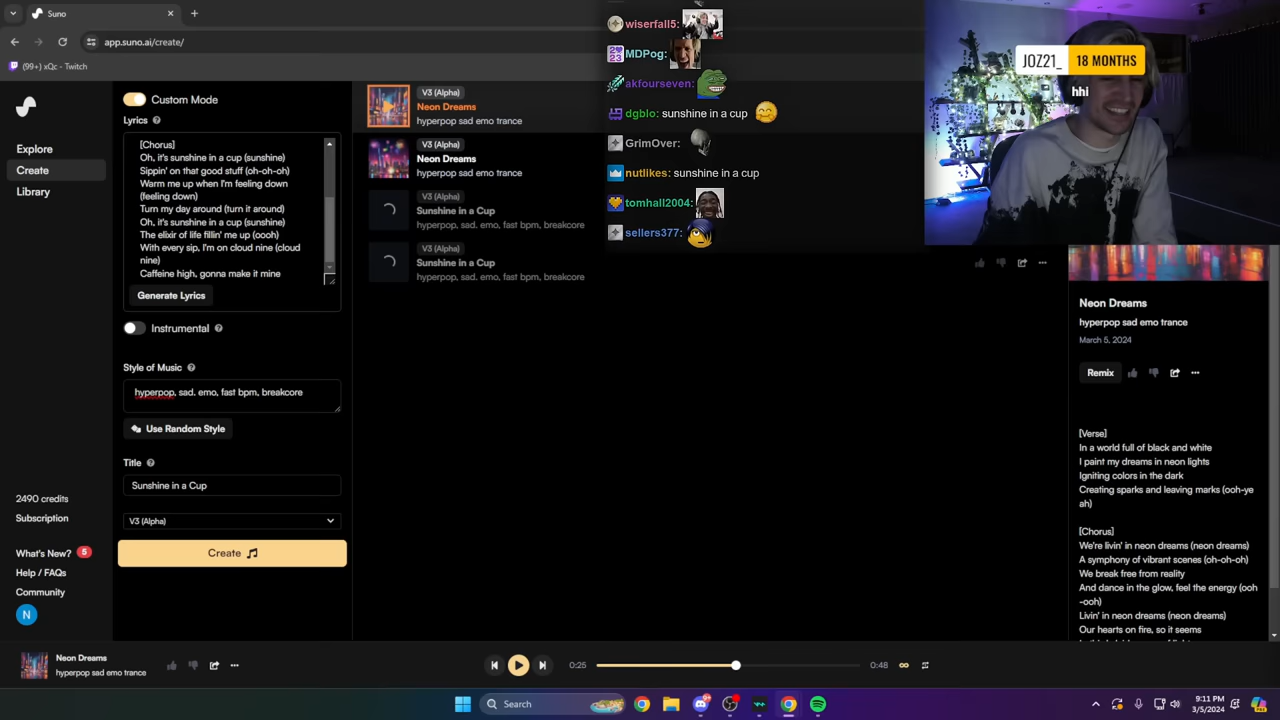 Suno
app.suno.ai/create/
(99+) xQc - Twitch
Explore
Create
Library
2490 credits
Subscription
What's New? 5
Help / FAQs
Community
N
Custom Mode
Lyrics
[Chorus]
Oh, it's sunshine in a cup (sunshine)
Sippin' on that good stuff (oh-oh-oh)
Warm me up when I'm feeling down
(feeling down)
Turn my day around (turn it around)
Oh, it's sunshine in a cup (sunshine)
The elixir of life fillin' me up (oooh)
With every sip, I'm on cloud nine (cloud
nine)
Caffeine high, gonna make it mine
Generate Lyrics
Instrumental
Style of Music
hyperpop, sad. emo, fast bpm, breakcore
Use Random Style
Title
Sunshine in a Cup
V3 (Alpha)
Create
V3 (Alpha)
Neon Dreams
hyperpop sad emo trance
V3 (Alpha)
Neon Dreams
hyperpop sad emo trance
V3 (Alpha)
Sunshine in a Cup
hyperpop, sad. emo, fast bpm, breakcore
V3 (Alpha)
Sunshine in a Cup
hyperpop, sad. emo, fast bpm, breakcore
wiserfall5:
MDPog:
akfourseven:
dgblo: sunshine in a cup
GrimOver:
nutlikes: sunshine in a cup
tomhall2004:
sellers377:
JOZ21_ 18 MONTHS
hhi
Neon Dreams
hyperpop sad emo trance
March 5, 2024
Remix
[Verse]
In a world full of black and white
I paint my dreams in neon lights
Igniting colors in the dark
Creating sparks and leaving marks (ooh-ye
ah)
[Chorus]
We're livin' in neon dreams (neon dreams)
A symphony of vibrant scenes (oh-oh-oh)
We break free from reality
And dance in the glow, feel the energy (ooh
-ooh)
Livin' in neon dreams (neon dreams)
Our hearts on fire, so it seems
Neon Dreams
hyperpop sad emo trance
0:25
0:48
Search
9:11 PM
3/5/2024